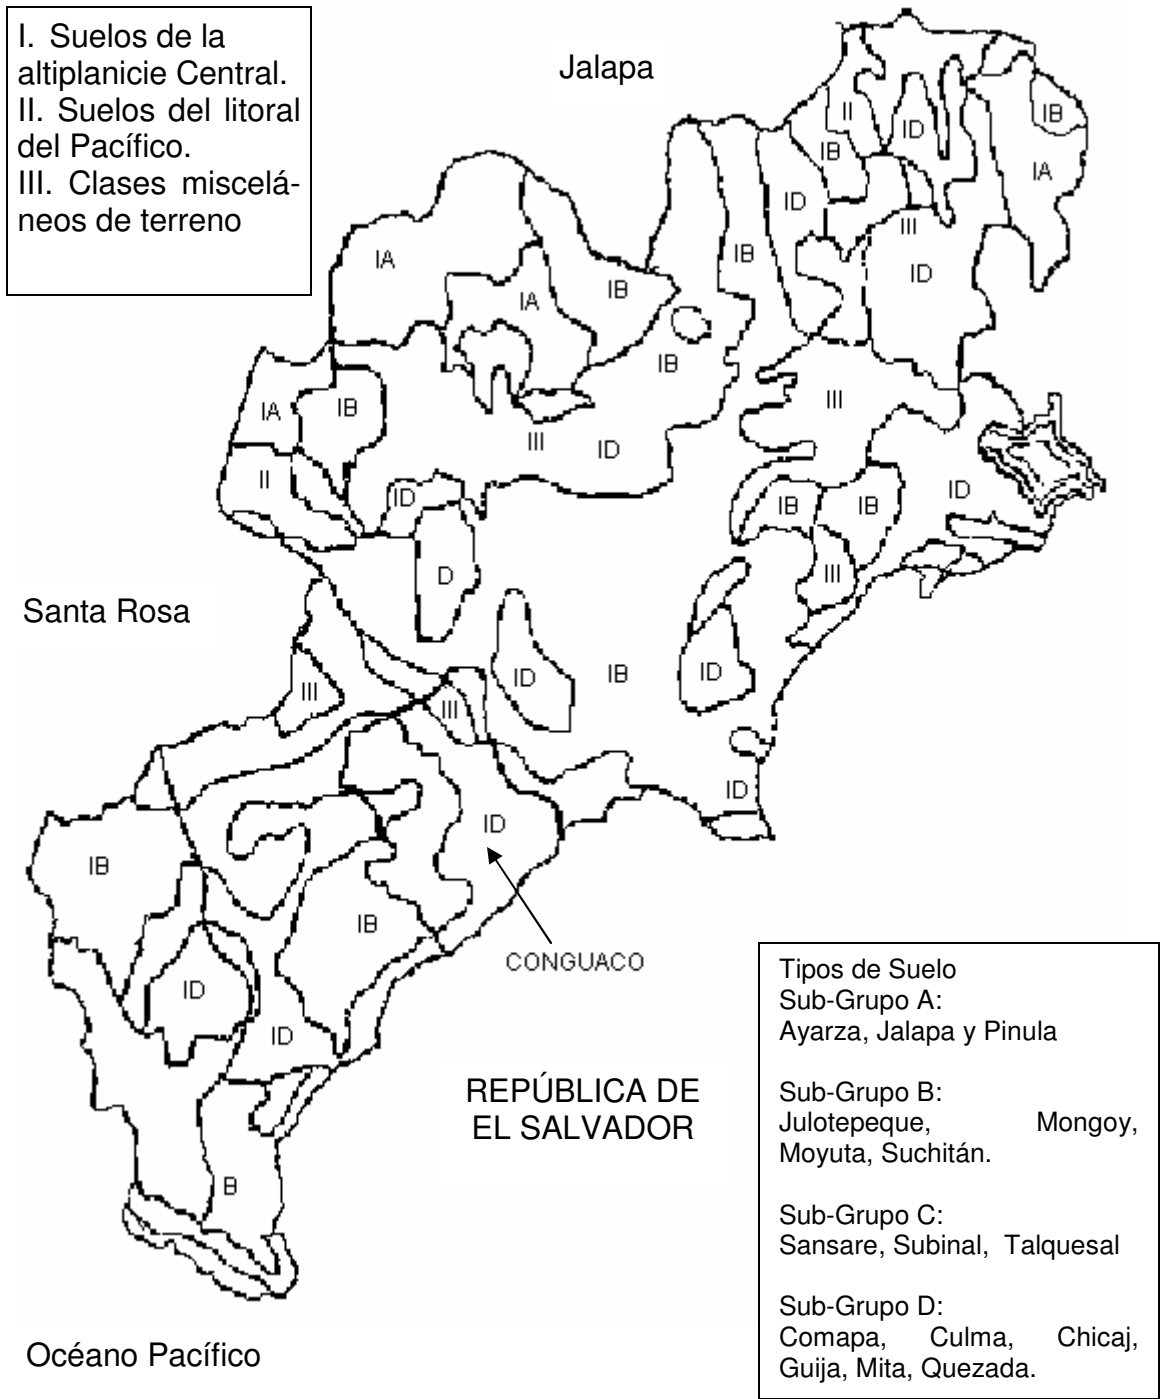 I. Suelos de la
altiplanicie Central.
II. Suelos del litoral
del Pacífico.
III. Clases miscelá-
neos de terreno
Jalapa
II
ID
IB
IB
IA
ID
III
IB
ID
IA
IB
IA
IB
IA
IB
III
III
ID
II
ID
IB
IB
ID
D
III
Santa Rosa
ID
IB
ID
III
III
ID
ID
IB
IB
CONGUACO
ID
ID
B
REPÚBLICA DE
EL SALVADOR
Océano Pacífico
Tipos de Suelo
Sub-Grupo A:
Ayarza, Jalapa y Pinula
Sub-Grupo B:
Julotepeque, Mongoy,
Moyuta, Suchitán.
Sub-Grupo C:
Sansare, Subinal, Talquesal
Sub-Grupo D:
Comapa, Culma, Chicaj,
Guija, Mita, Quezada.